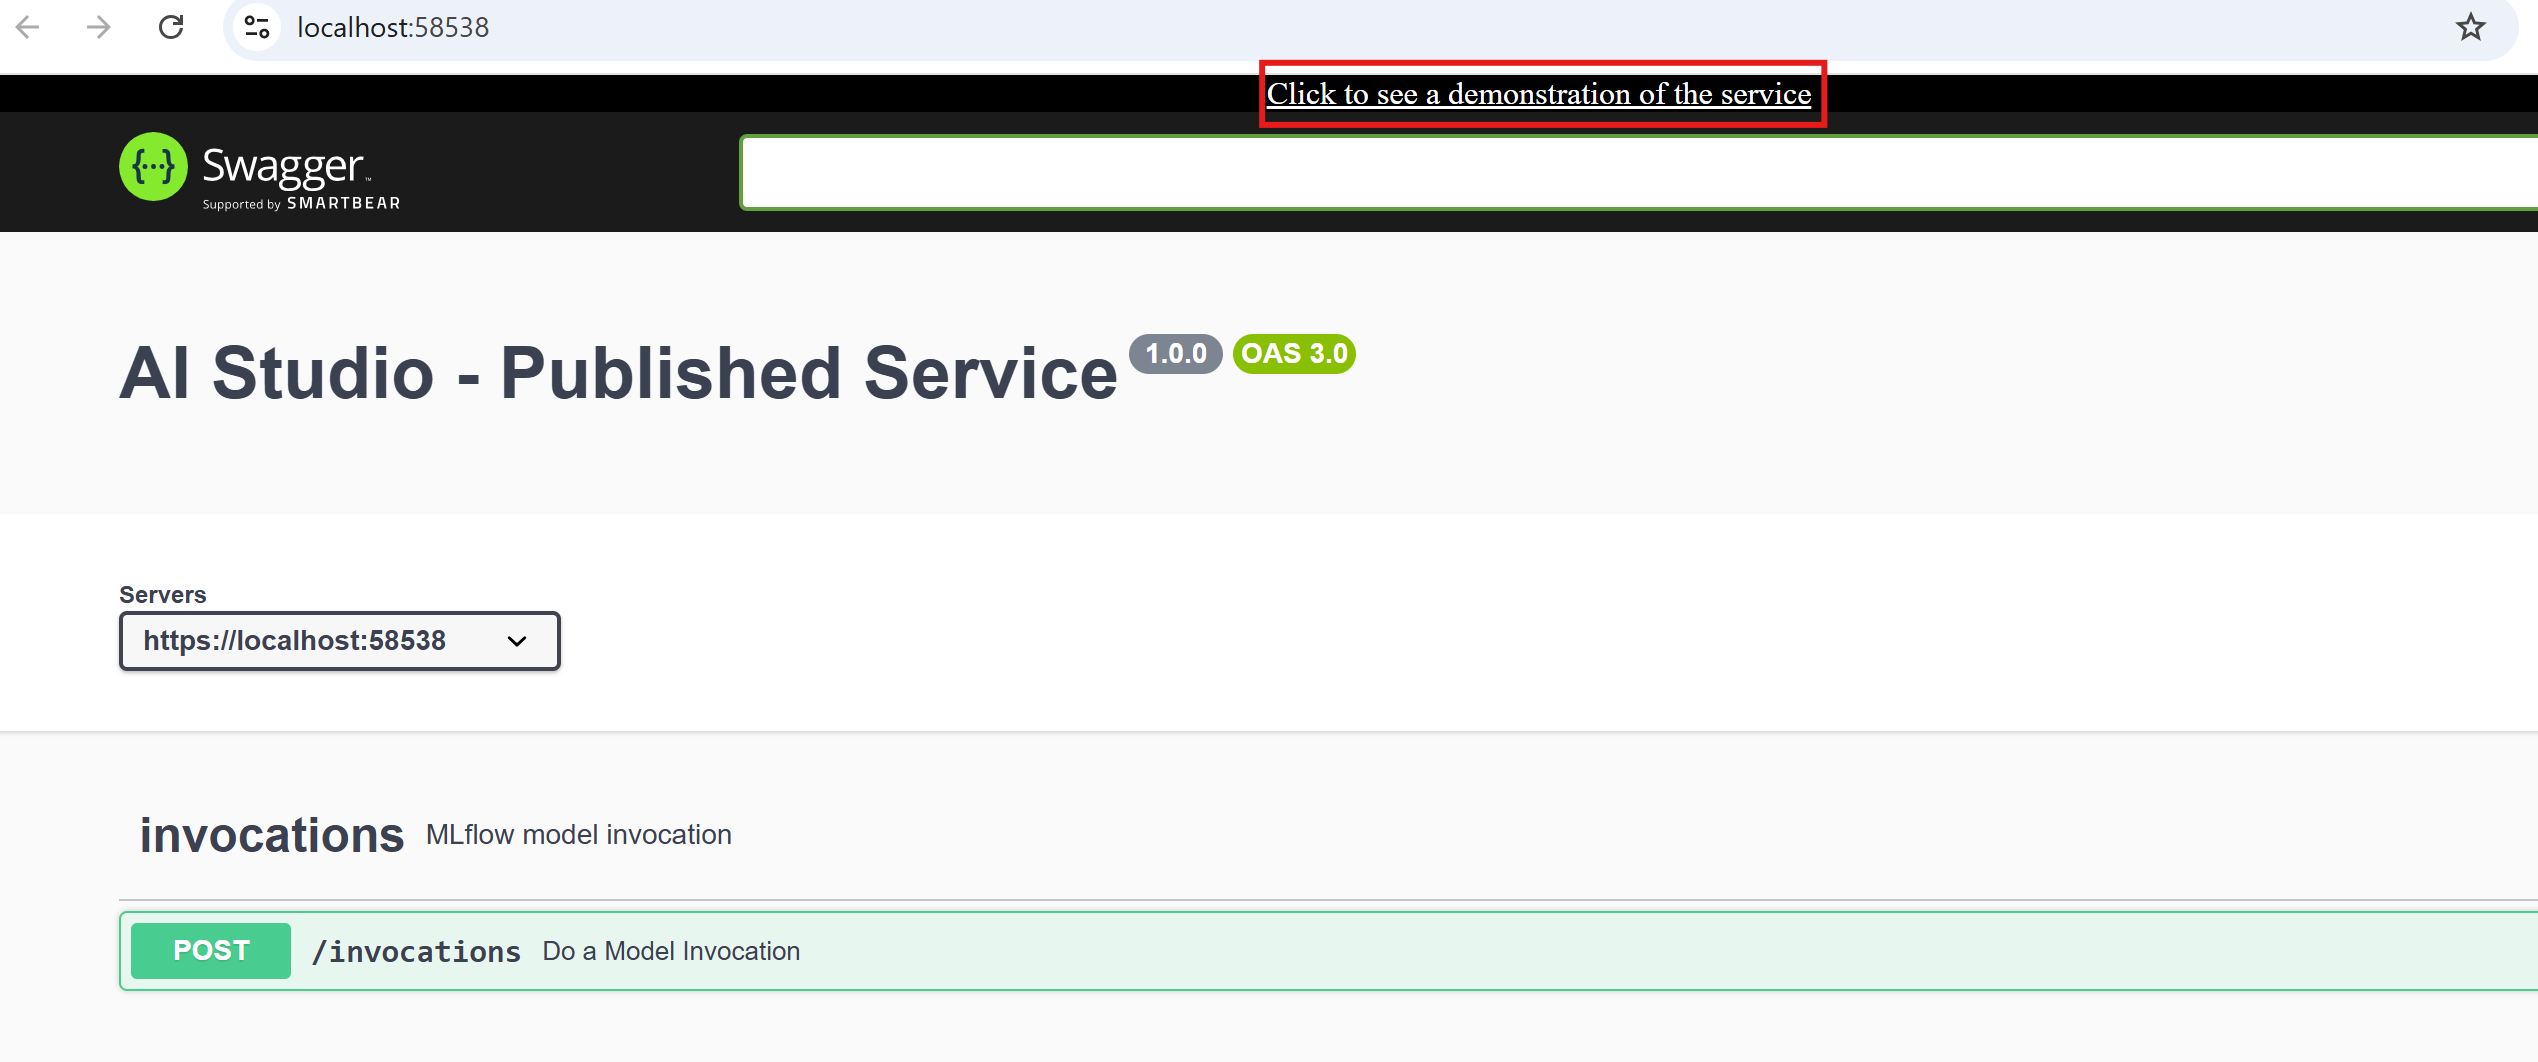 localhost:58538
Click to see a demonstration of the service
{···} Swagger™
Supported by SMARTBEAR
AI Studio - Published Service 1.0.0 OAS 3.0
Servers
https://localhost:58538
invocations MLflow model invocation
POST /invocations Do a Model Invocation